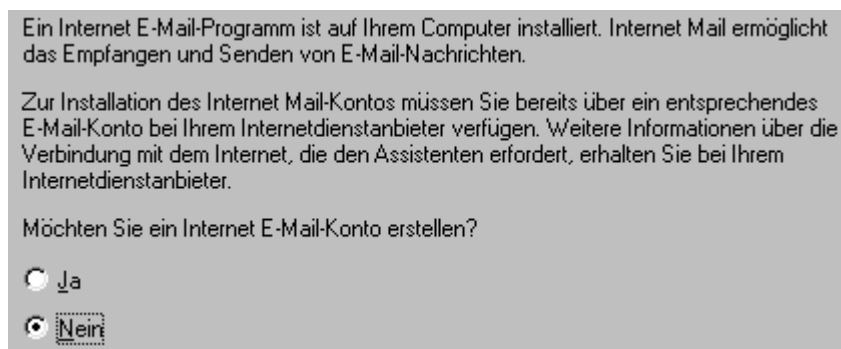 Ein Internet E-Mail-Programm ist auf Ihrem Computer installiert. Internet Mail ermöglicht
das Empfangen und Senden von E-Mail-Nachrichten.
Zur Installation des Internet Mail-Kontos müssen Sie bereits über ein entsprechendes
E-Mail-Konto bei Ihrem Internetdienstanbieter verfügen. Weitere Informationen über die
Verbindung mit dem Internet, die den Assistenten erfordert, erhalten Sie bei Ihrem
Internetdienstanbieter.
Möchten Sie ein Internet E-Mail-Konto erstellen?
Ja
Nein